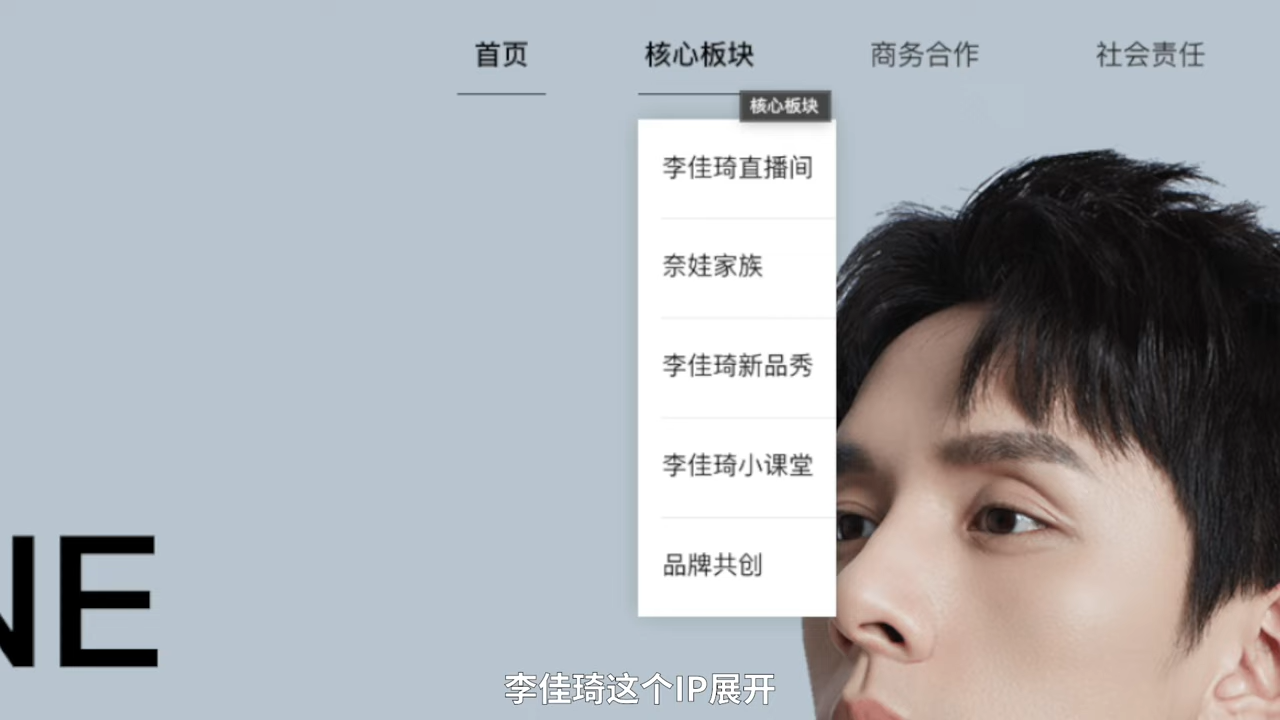 首页
核心板块
商务合作
社会责任
核心板块
李佳琦直播间
奈娃家族
李佳琦新品秀
李佳琦小课堂
品牌共创
NE
李佳琦这个IP展开